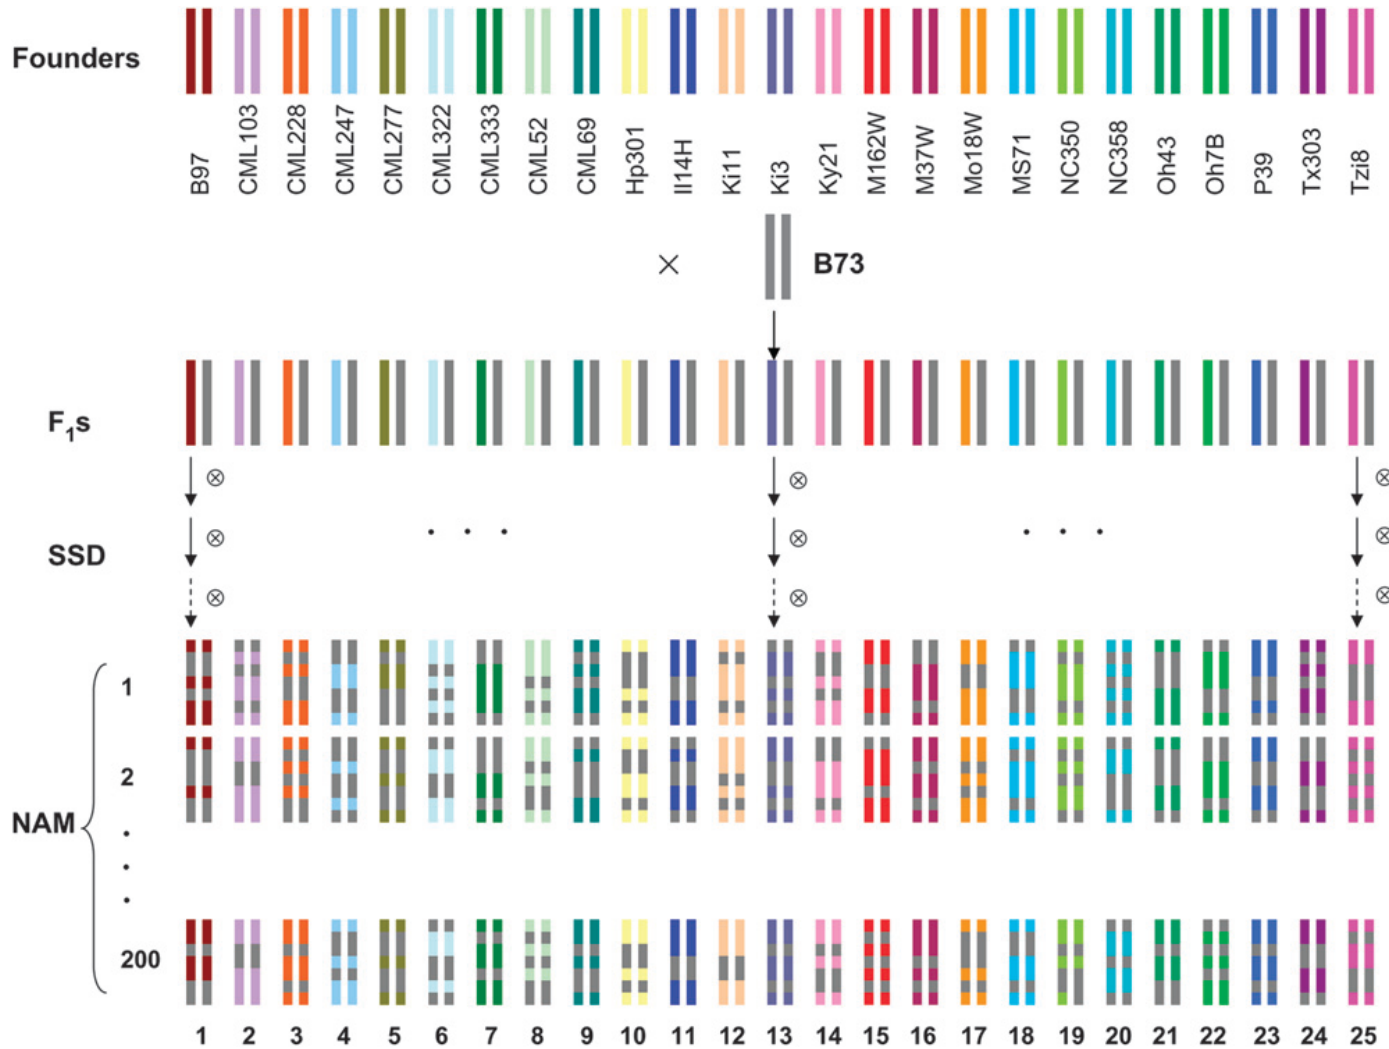 Founders
B97 CML103 CML228 CML247 CML277 CML322 CML333 CML52 CML69 Hp301 Il14H Ki11 Ki3 Ky21 M162W M37W Mo18W MS71 NC350 NC358 Oh43 Oh7B P39 Tx303 Tzi8
× B73
F₁s
SSD
1
2
NAM
200
1 2 3 4 5 6 7 8 9 10 11 12 13 14 15 16 17 18 19 20 21 22 23 24 25